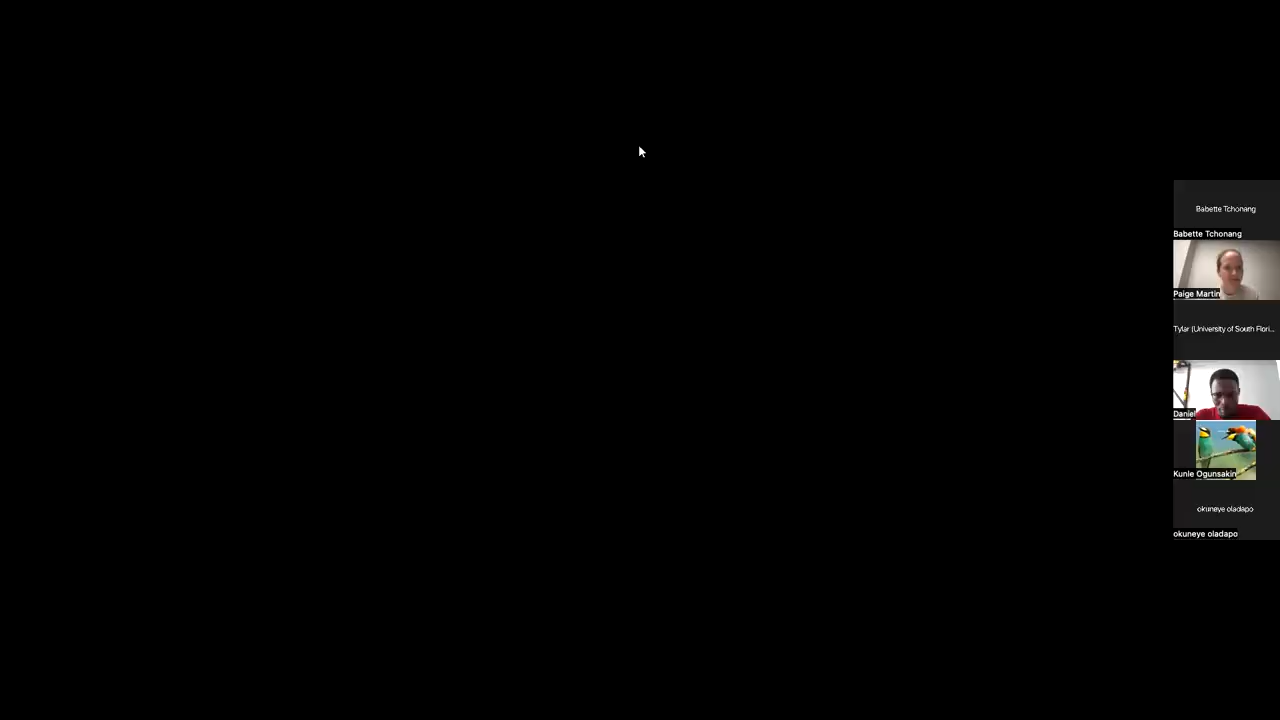 Babette Tchonang
Babette Tchonang
Paige Martin
Tylar (University of South Flori...
Daniel
Kunle Ogunsakin
okuneye oladapo
okuneye oladapo